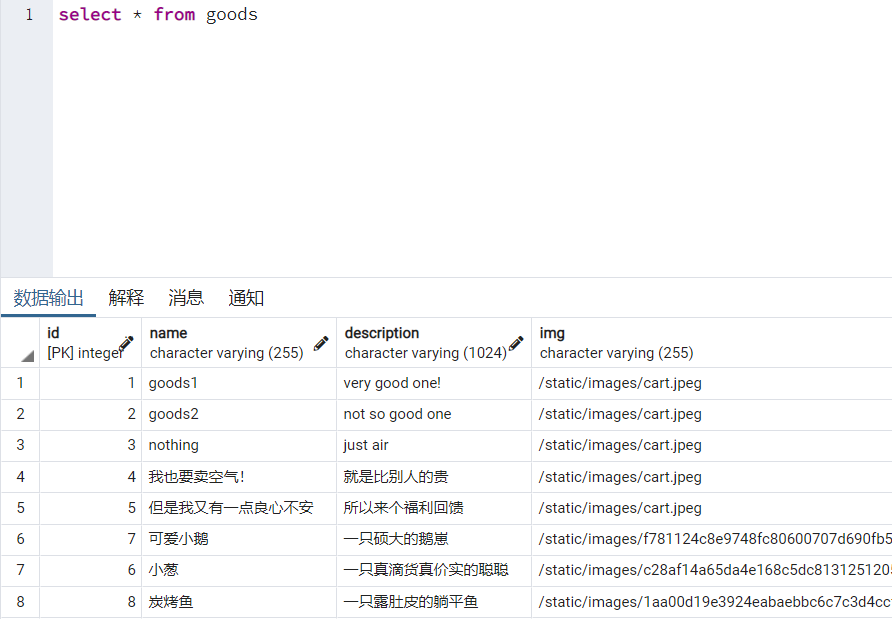 1 select * from goods
数据输出 解释 消息 通知
id name description img
[PK] integer character varying (255) character varying (1024) character varying (255)
1 1 goods1 very good one! /static/images/cart.jpeg
2 2 goods2 not so good one /static/images/cart.jpeg
3 3 nothing just air /static/images/cart.jpeg
4 4 我也要卖空气! 就是比别人的贵 /static/images/cart.jpeg
5 5 但是我又有一点良心不安 所以来个福利回馈 /static/images/cart.jpeg
6 7 可爱小鹅 一只硕大的鹅崽 /static/images/f781124c8e9748fc80600707d690fb5
7 6 小葱 一只真滴货真价实的聪聪 /static/images/c28af14a65da4e168c5dc813125120
8 8 炭烤鱼 一只露肚皮的躺平鱼 /static/images/1aa00d19e3924eabaebbc6c7c3d4cc